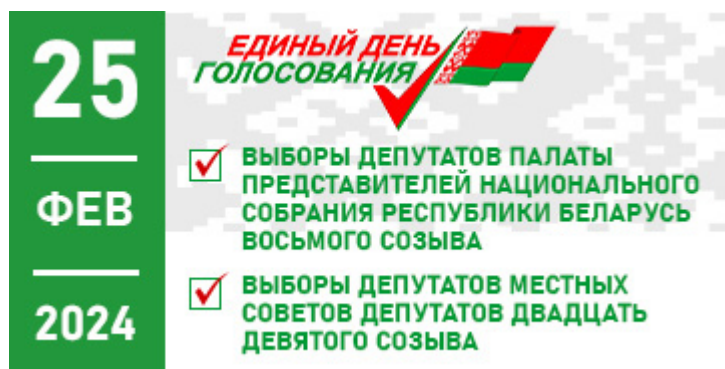 25
ФЕВ
2024
ЕДИНЫЙ ДЕНЬ
ГОЛОСОВАНИЯ
ВЫБОРЫ ДЕПУТАТОВ ПАЛАТЫ
ПРЕДСТАВИТЕЛЕЙ НАЦИОНАЛЬНОГО
СОБРАНИЯ РЕСПУБЛИКИ БЕЛАРУСЬ
ВОСЬМОГО СОЗЫВА
ВЫБОРЫ ДЕПУТАТОВ МЕСТНЫХ
СОВЕТОВ ДЕПУТАТОВ ДВАДЦАТЬ
ДЕВЯТОГО СОЗЫВА